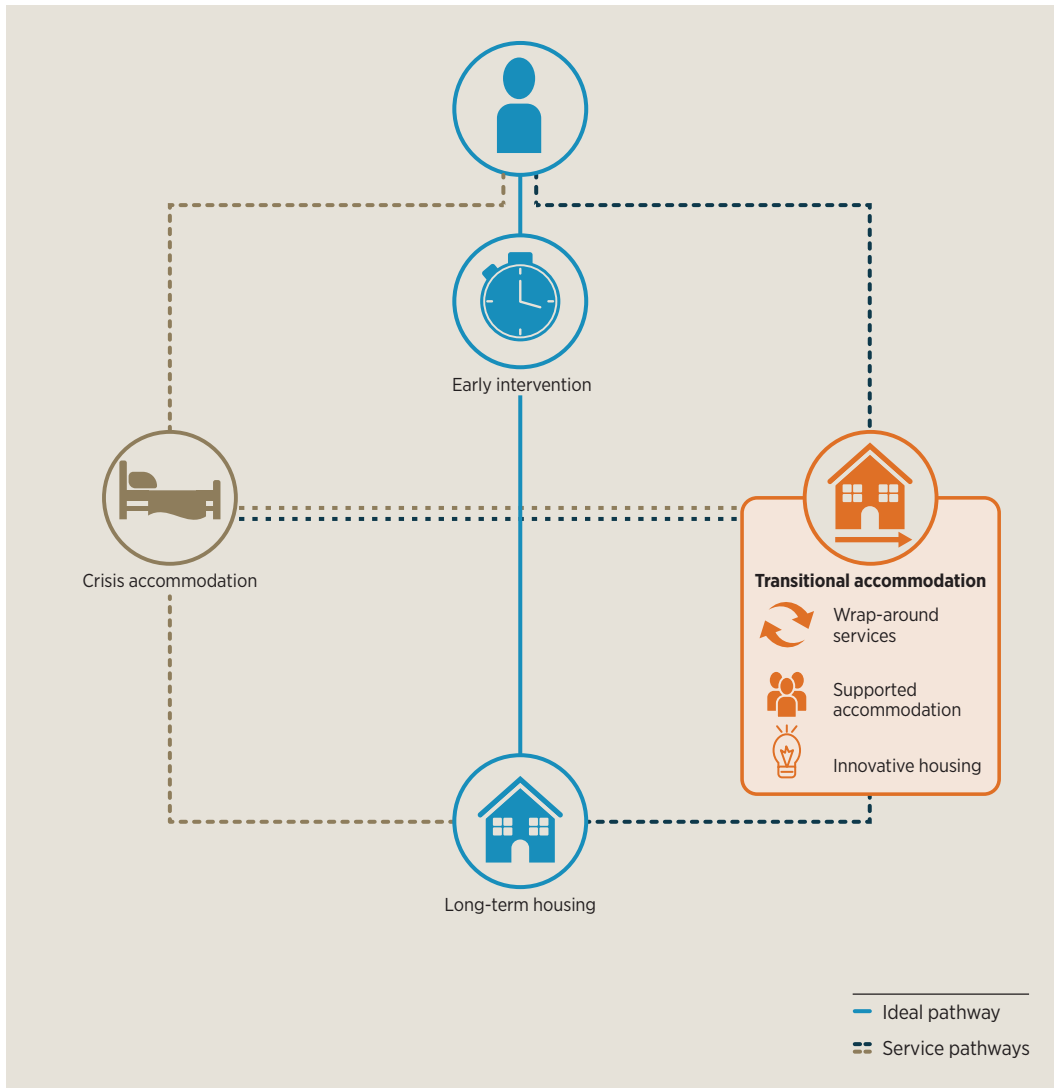 Early intervention
Crisis accommodation
Transitional accommodation
Wrap-around
services
Supported
accommodation
Innovative housing
Long-term housing
Ideal pathway
Service pathways